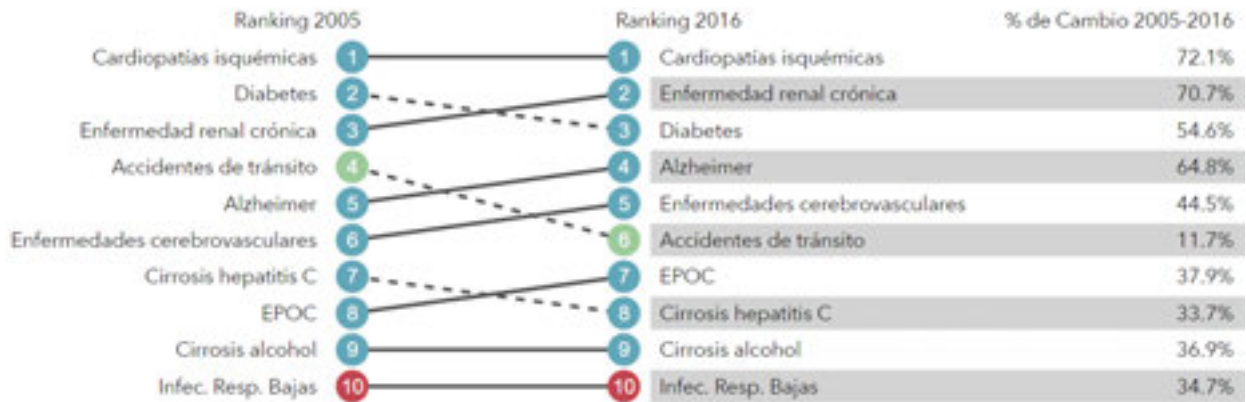 Ranking 2005 Ranking 2016 % de Cambio 2005-2016
Cardiopatías isquémicas 1 1 Cardiopatías isquémicas 72.1%
Diabetes 2 2 Enfermedad renal crónica 70.7%
Enfermedad renal crónica 3 3 Diabetes 54.6%
Accidentes de tránsito 4 4 Alzheimer 64.8%
Alzheimer 5 5 Enfermedades cerebrovasculares 44.5%
Enfermedades cerebrovasculares 6 6 Accidentes de tránsito 11.7%
Cirrosis hepatitis C 7 7 EPOC 37.9%
EPOC 8 8 Cirrosis hepatitis C 33.7%
Cirrosis alcohol 9 9 Cirrosis alcohol 36.9%
Infec. Resp. Bajas 10 10 Infec. Resp. Bajas 34.7%